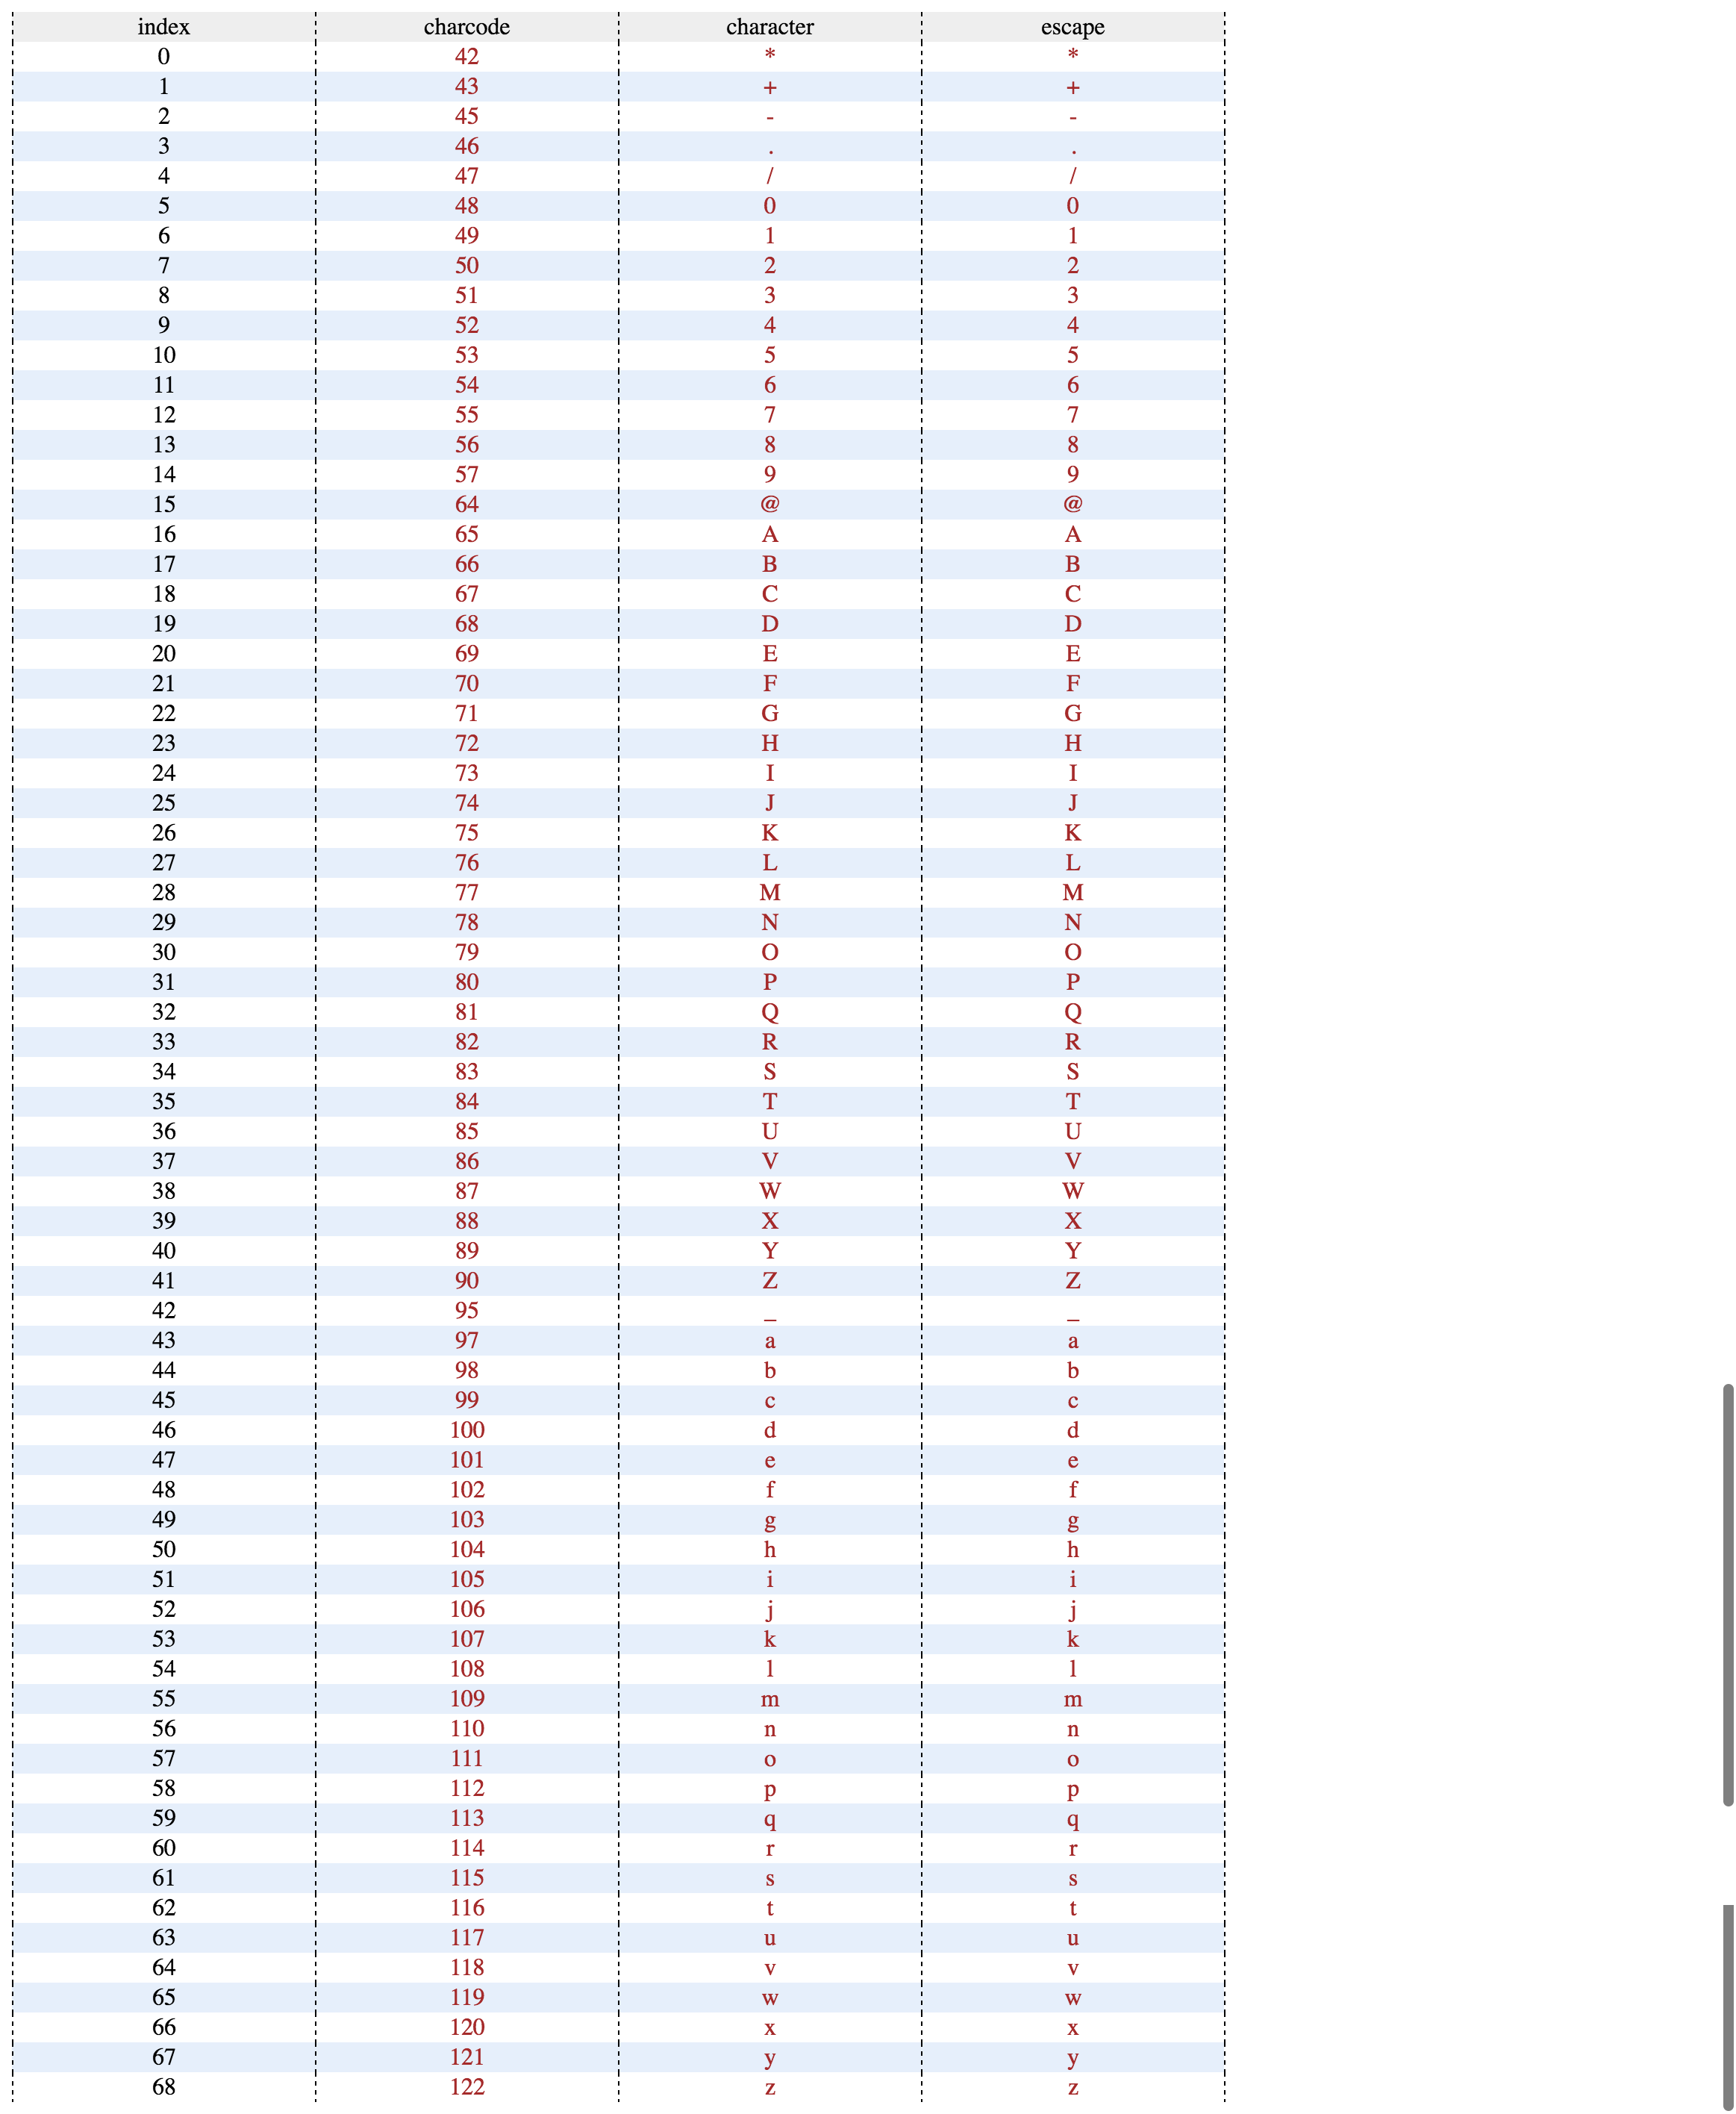 index charcode character escape
0 42 * *
1 43 + +
2 45 - -
3 46 . .
4 47 / /
5 48 0 0
6 49 1 1
7 50 2 2
8 51 3 3
9 52 4 4
10 53 5 5
11 54 6 6
12 55 7 7
13 56 8 8
14 57 9 9
15 64 @ @
16 65 A A
17 66 B B
18 67 C C
19 68 D D
20 69 E E
21 70 F F
22 71 G G
23 72 H H
24 73 I I
25 74 J J
26 75 K K
27 76 L L
28 77 M M
29 78 N N
30 79 O O
31 80 P P
32 81 Q Q
33 82 R R
34 83 S S
35 84 T T
36 85 U U
37 86 V V
38 87 W W
39 88 X X
40 89 Y Y
41 90 Z Z
42 95 _ _
43 97 a a
44 98 b b
45 99 c c
46 100 d d
47 101 e e
48 102 f f
49 103 g g
50 104 h h
51 105 i i
52 106 j j
53 107 k k
54 108 l l
55 109 m m
56 110 n n
57 111 o o
58 112 p p
59 113 q q
60 114 r r
61 115 s s
62 116 t t
63 117 u u
64 118 v v
65 119 w w
66 120 x x
67 121 y y
68 122 z z